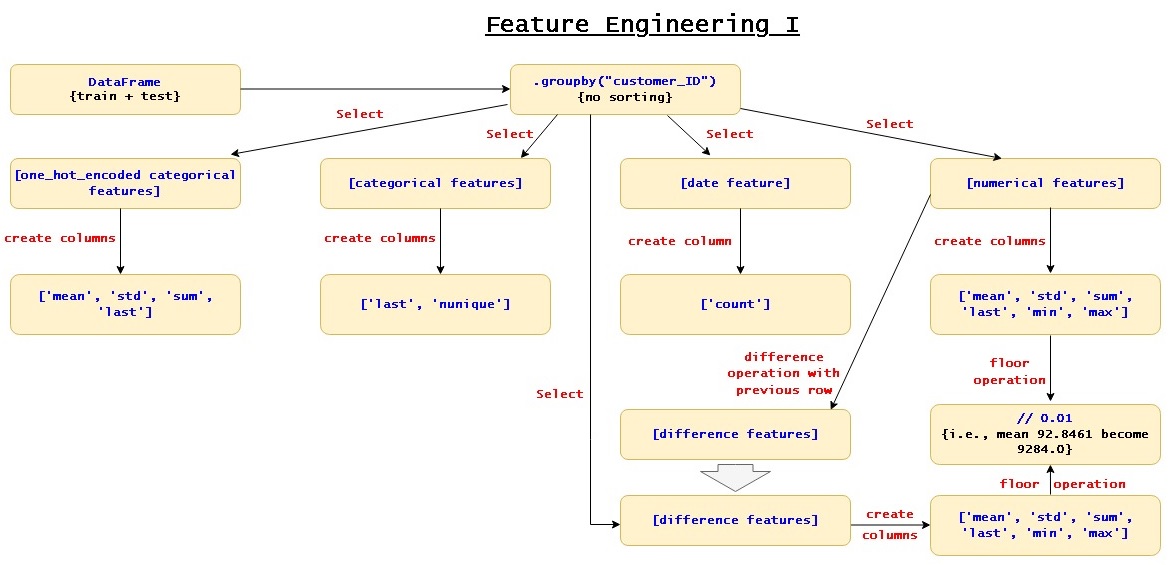 Feature Engineering I
DataFrame
{train + test}
.groupby("customer_ID")
{no sorting}
Select
Select
Select
Select
[one_hot_encoded categorical
features]
[categorical features]
[date feature]
[numerical features]
create columns
create columns
create column
create columns
['mean', 'std', 'sum',
'last']
['last', 'nunique']
['count']
['mean', 'std', 'sum',
'last', 'min', 'max']
difference
operation with
previous row
floor
operation
Select
[difference features]
// 0.01
{i.e., mean 92.8461 become
9284.0}
floor operation
[difference features]
create
columns
['mean', 'std', 'sum',
'last', 'min', 'max']